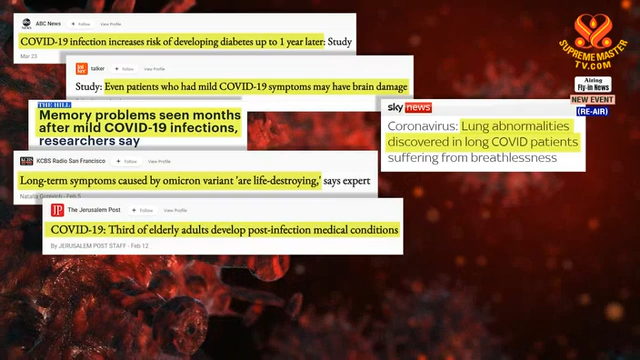 ABC News + Follow View Profile
COVID-19 infection increases risk of developing diabetes up to 1 year later: Study
Mar 23
talker + Follow View Profile
Study: Even patients who had mild COVID-19 symptoms may have brain damage
THE HILL
Memory problems seen months
after mild COVID-19 infections,
researchers say
KCBS Radio San Francisco + Follow View Profile
Long-term symptoms caused by omicron variant 'are life-destroying,' says expert
Feb 5
The Jerusalem Post + Follow View Profile
COVID-19: Third of elderly adults develop post-infection medical conditions
By JERUSALEM POST STAFF - Feb 12
sky news
Coronavirus: Lung abnormalities
discovered in long COVID patients
suffering from breathlessness
SUPREME MASTER
TV.COM
Airing
Fly-in News
NEW EVENT
(RE-AIR)